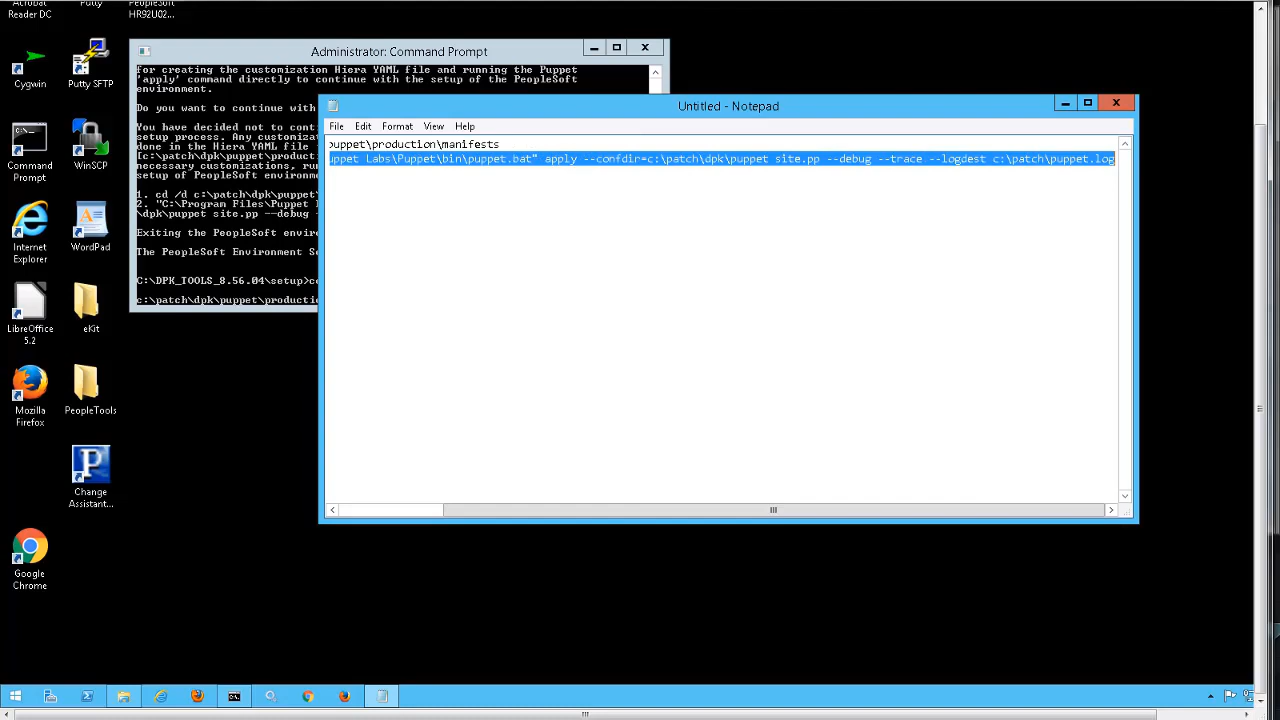 Reader DC
Putty
PeopleSoft
HR92U02...
Cygwin
Putty SFTP
Command
Prompt
WinSCP
Internet
Explorer
WordPad
LibreOffice
5.2
eKit
Mozilla
Firefox
PeopleTools
Change
Assistant...
Google
Chrome
Administrator: Command Prompt
for creating the customization Hiera YAML file and running the Puppet
'apply' command directly to continue with the setup of the PeopleSoft
environment.
Do you want to continue with
You have decided not to conti
setup process. Any customiza
done in the Hiera YAML file
[c:\patch\dpk\puppet\producti
necessary customizations, ru
setup of PeopleSoft environme
1. cd /d c:\patch\dpk\puppet\
2. "C:\Program Files\Puppet L
\dpk\puppet site.pp --debug -
Exiting the PeopleSoft enviro
The PeopleSoft Environment Se
C:\DPK_TOOLS_8.56.04\setup>c
c:\patch\dpk\puppet\productio
Untitled - Notepad
File Edit Format View Help
puppet\production\manifests
uppet Labs\Puppet\bin\puppet.bat" apply --confdir=c:\patch\dpk\puppet site.pp --debug --trace --logdest c:\patch\puppet.log